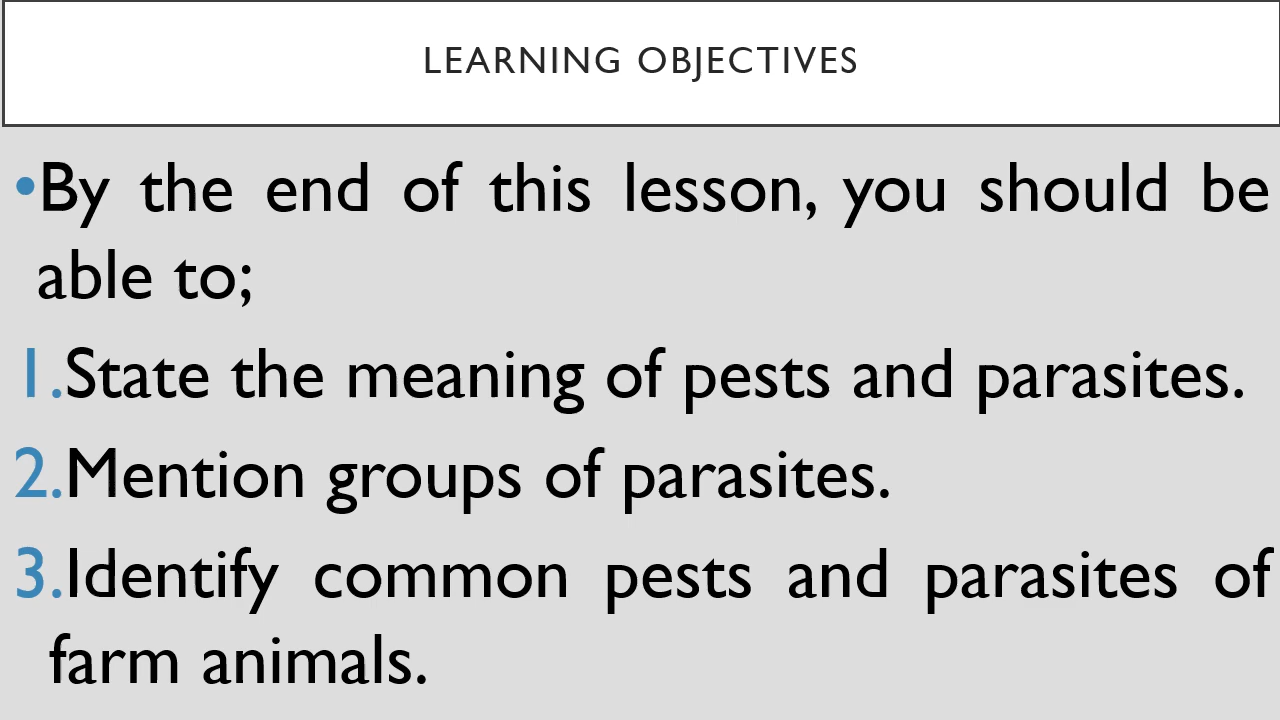 LEARNING OBJECTIVES
•By the end of this lesson, you should be
able to;
1.State the meaning of pests and parasites.
2.Mention groups of parasites.
3.Identify common pests and parasites of
farm animals.